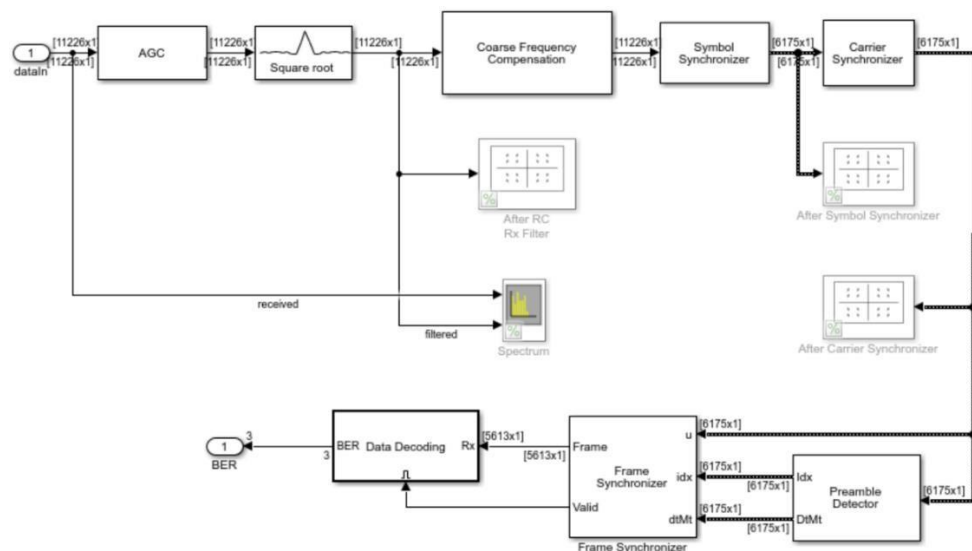 [11226x1]
[11226x1]
[11226x1]
[11226x1]
[6175x1]
[6175x1]
1
dataIn
[11226x1]
AGC
[11226x1]
Square root
[11226x1]
Coarse Frequency
Compensation
[11226x1]
Symbol
Synchronizer
[6175x1]
Carrier
Synchronizer
After RC
Rx Filter
After Symbol Synchronizer
received
filtered
Spectrum
After Carrier Synchronizer
1
BER
3
3
BER
Data Decoding
Rx
[5613x1]
[5613x1]
Frame
Valid
Frame
Synchronizer
u
idx
dtMt
Frame Synchronizer
[6175x1]
[6175x1]
[6175x1]
[6175x1]
[6175x1]
Idx
DtMt
Preamble
Detector
[6175x1]